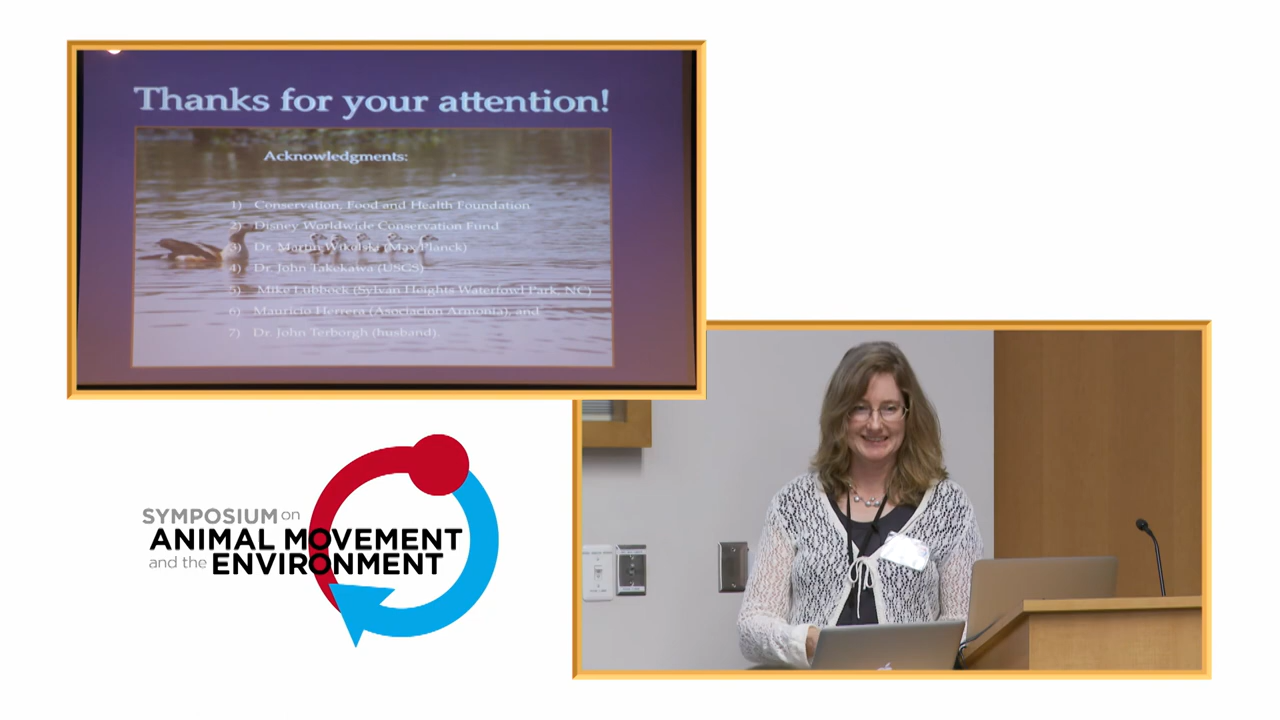 Thanks for your attention!
Acknowledgments:
1) Conservation, Food and Health Foundation
2) Disney Worldwide Conservation Fund
3) Dr. Martin Wikelski (Max Planck)
4) Dr. John Takekawa (USGS)
5) Mike Lubbock (Sylvan Heights Waterfowl Park, NC)
6) Mauricio Herrera (Asociacion Armonia), and
7) Dr. John Terborgh (husband).
SYMPOSIUM on
ANIMAL MOVEMENT
and the ENVIRONMENT